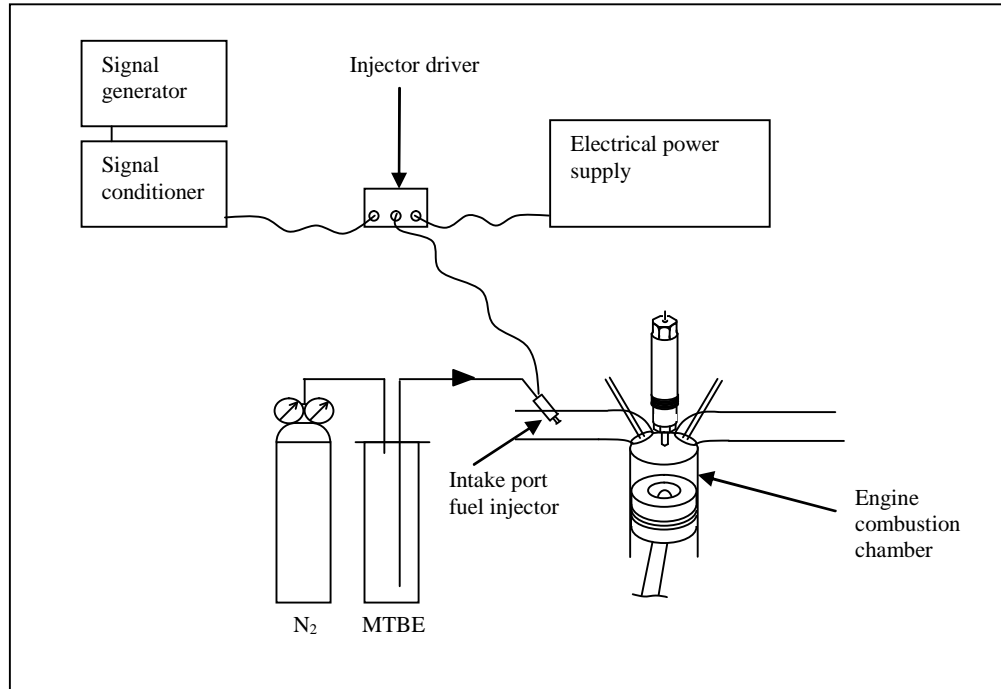 Signal
generator
Injector driver
Signal
conditioner
Electrical power
supply
Intake port
fuel injector
Engine
combustion
chamber
N₂
MTBE